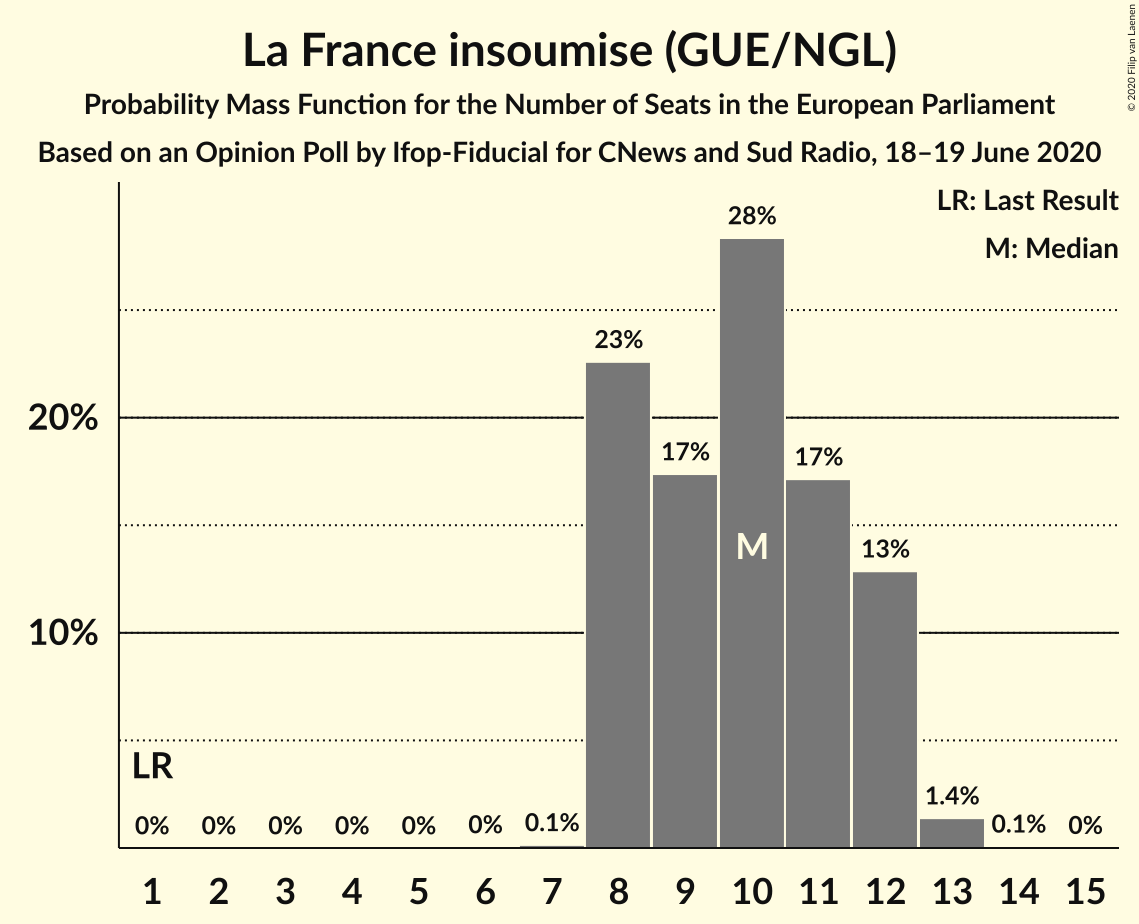 La France insoumise (GUE/NGL)
Probability Mass Function for the Number of Seats in the European Parliament
Based on an Opinion Poll by Ifop-Fiducial for CNews and Sud Radio, 18–19 June 2020
© 2020 Filip van Laenen
LR: Last Result
M: Median
28%
23%
20%
17%
17%
M
13%
10%
LR
1.4%
0%
0%
0%
0%
0%
0%
0.1%
0.1%
0%
1 2 3 4 5 6 7 8 9 10 11 12 13 14 15